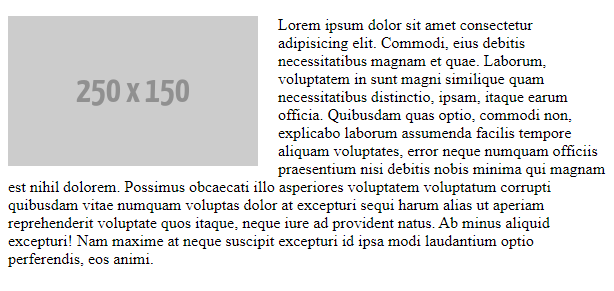 250 x 150
Lorem ipsum dolor sit amet consectetur
adipisicing elit. Commodi, eius debitis
necessitatibus magnam et quae. Laborum,
voluptatem in sunt magni similique quam
necessitatibus distinctio, ipsam, itaque earum
officia. Quibusdam quas optio, commodi non,
explicabo laborum assumenda facilis tempore
aliquam voluptates, error neque numquam officiis
praesentium nisi debitis nobis minima qui magnam
est nihil dolorem. Possimus obcaecati illo asperiores voluptatem voluptatum corrupti
quibusdam vitae numquam voluptas dolor at excepturi sequi harum alias ut aperiam
reprehenderit voluptate quos itaque, neque iure ad provident natus. Ab minus aliquid
excepturi! Nam maxime at neque suscipit excepturi id ipsa modi laudantium optio
perferendis, eos animi.